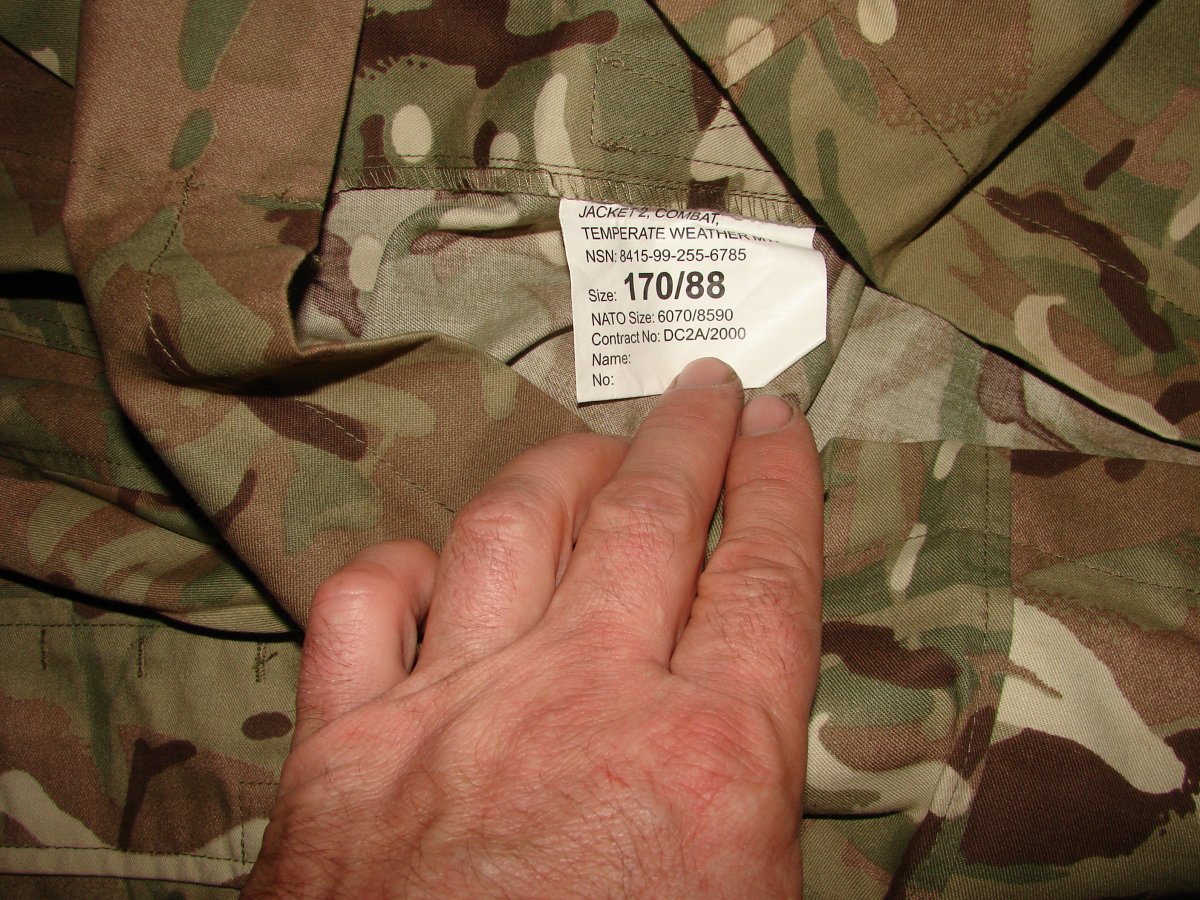 JACKET 2, COMBAT,
TEMPERATE WEATHER
NSN: 8415-99-255-6785
Size: 170/88
NATO Size: 6070/8590
Contract No: DC2A/2000
Name:
No: